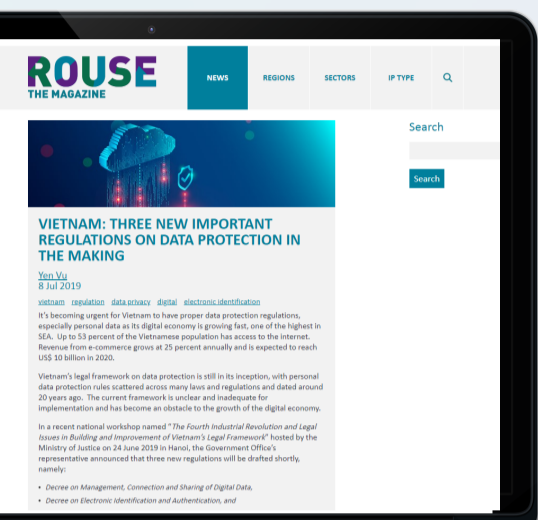 ROUSE
THE MAGAZINE
NEWS
REGIONS
SECTORS
IP TYPE
Search
Search
VIETNAM: THREE NEW IMPORTANT
REGULATIONS ON DATA PROTECTION IN
THE MAKING
Yen Vu
8 Jul 2019
vietnam regulation data privacy digital electronic identification
It's becoming urgent for Vietnam to have proper data protection regulations,
especially personal data as its digital economy is growing fast, one of the highest in
SEA. Up to 53 percent of the Vietnamese population has access to the internet.
Revenue from e-commerce grows at 25 percent annually and is expected to reach
US$ 10 billion in 2020.
Vietnam's legal framework on data protection is still in its inception, with personal
data protection rules scattered across many laws and regulations and dated around
20 years ago. The current framework is unclear and inadequate for
implementation and has become an obstacle to the growth of the digital economy.
In a recent national workshop named "The Fourth Industrial Revolution and Legal
Issues in Building and Improvement of Vietnam's Legal Framework" hosted by the
Ministry of Justice on 24 June 2019 in Hanoi, the Government Office's
representative announced that three new regulations will be drafted shortly,
namely:
• Decree on Management, Connection and Sharing of Digital Data,
• Decree on Electronic Identification and Authentication, and